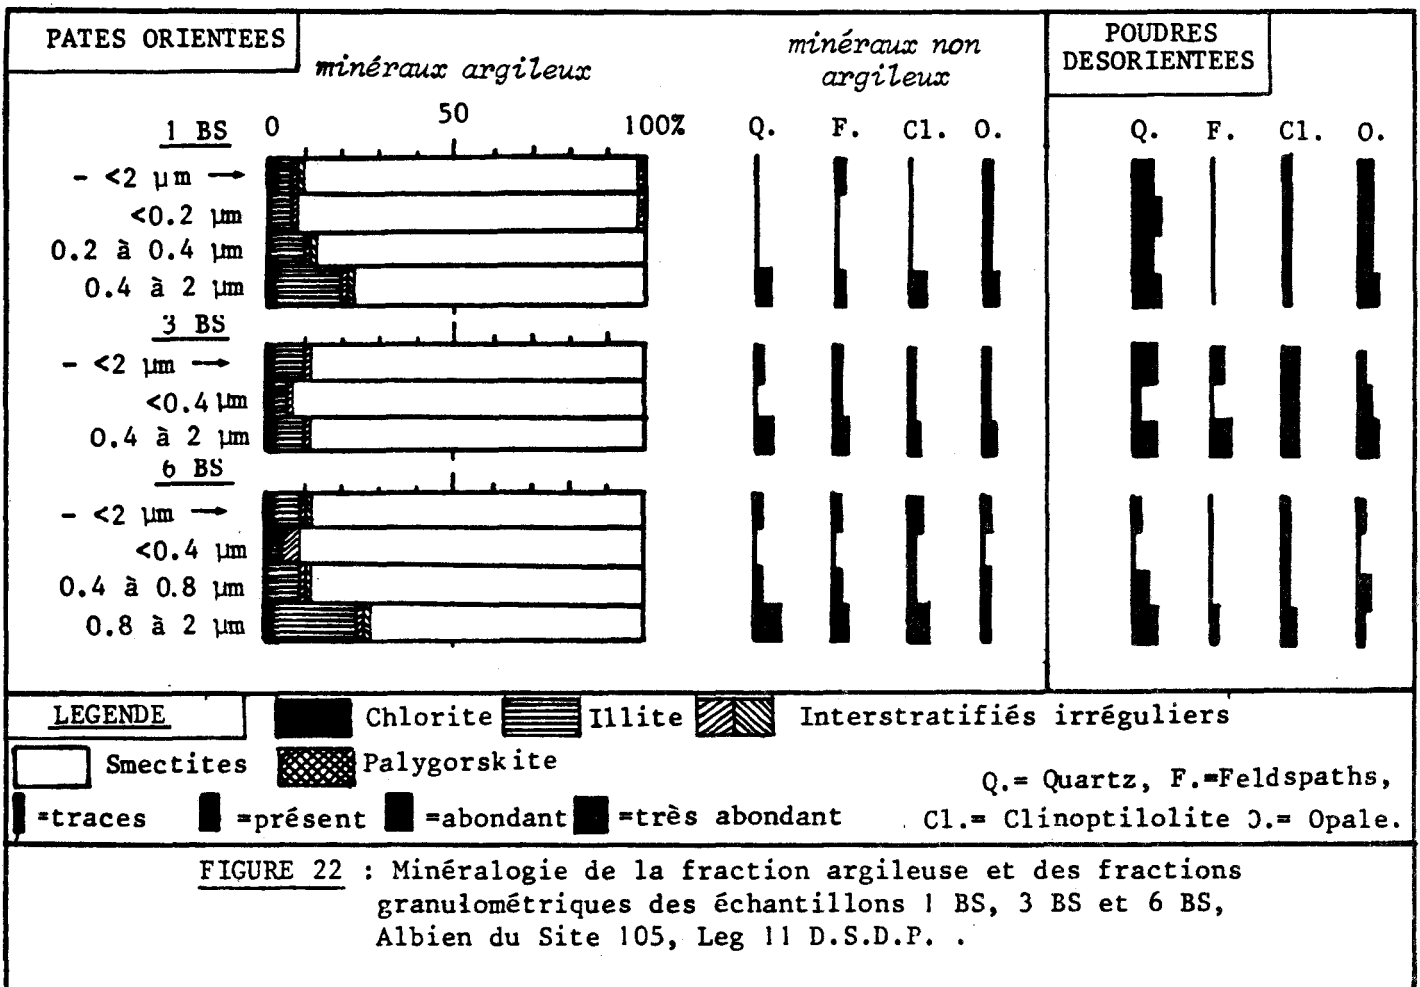 PATES ORIENTEES
minéraux argileux
minéraux non
argileux
POUDRES
DESORIENTEES
1 BS 0 50 100% Q. F. Cl. O. Q. F. Cl. O.
- <2 µm →
<0.2 µm
0.2 à 0.4 µm
0.4 à 2 µm
3 BS
- <2 µm →
<0.4 µm
0.4 à 2 µm
6 BS
- <2 µm →
<0.4 µm
0.4 à 0.8 µm
0.8 à 2 µm
LEGENDE Chlorite Illite Interstratifiés irréguliers
Smectites Palygorskite
Q.= Quartz, F.=Feldspaths,
=traces =présent =abondant =très abondant Cl.= Clinoptilolite O.= Opale.
FIGURE 22 : Minéralogie de la fraction argileuse et des fractions
granulométriques des échantillons 1 BS, 3 BS et 6 BS,
Albien du Site 105, Leg 11 D.S.D.P. .